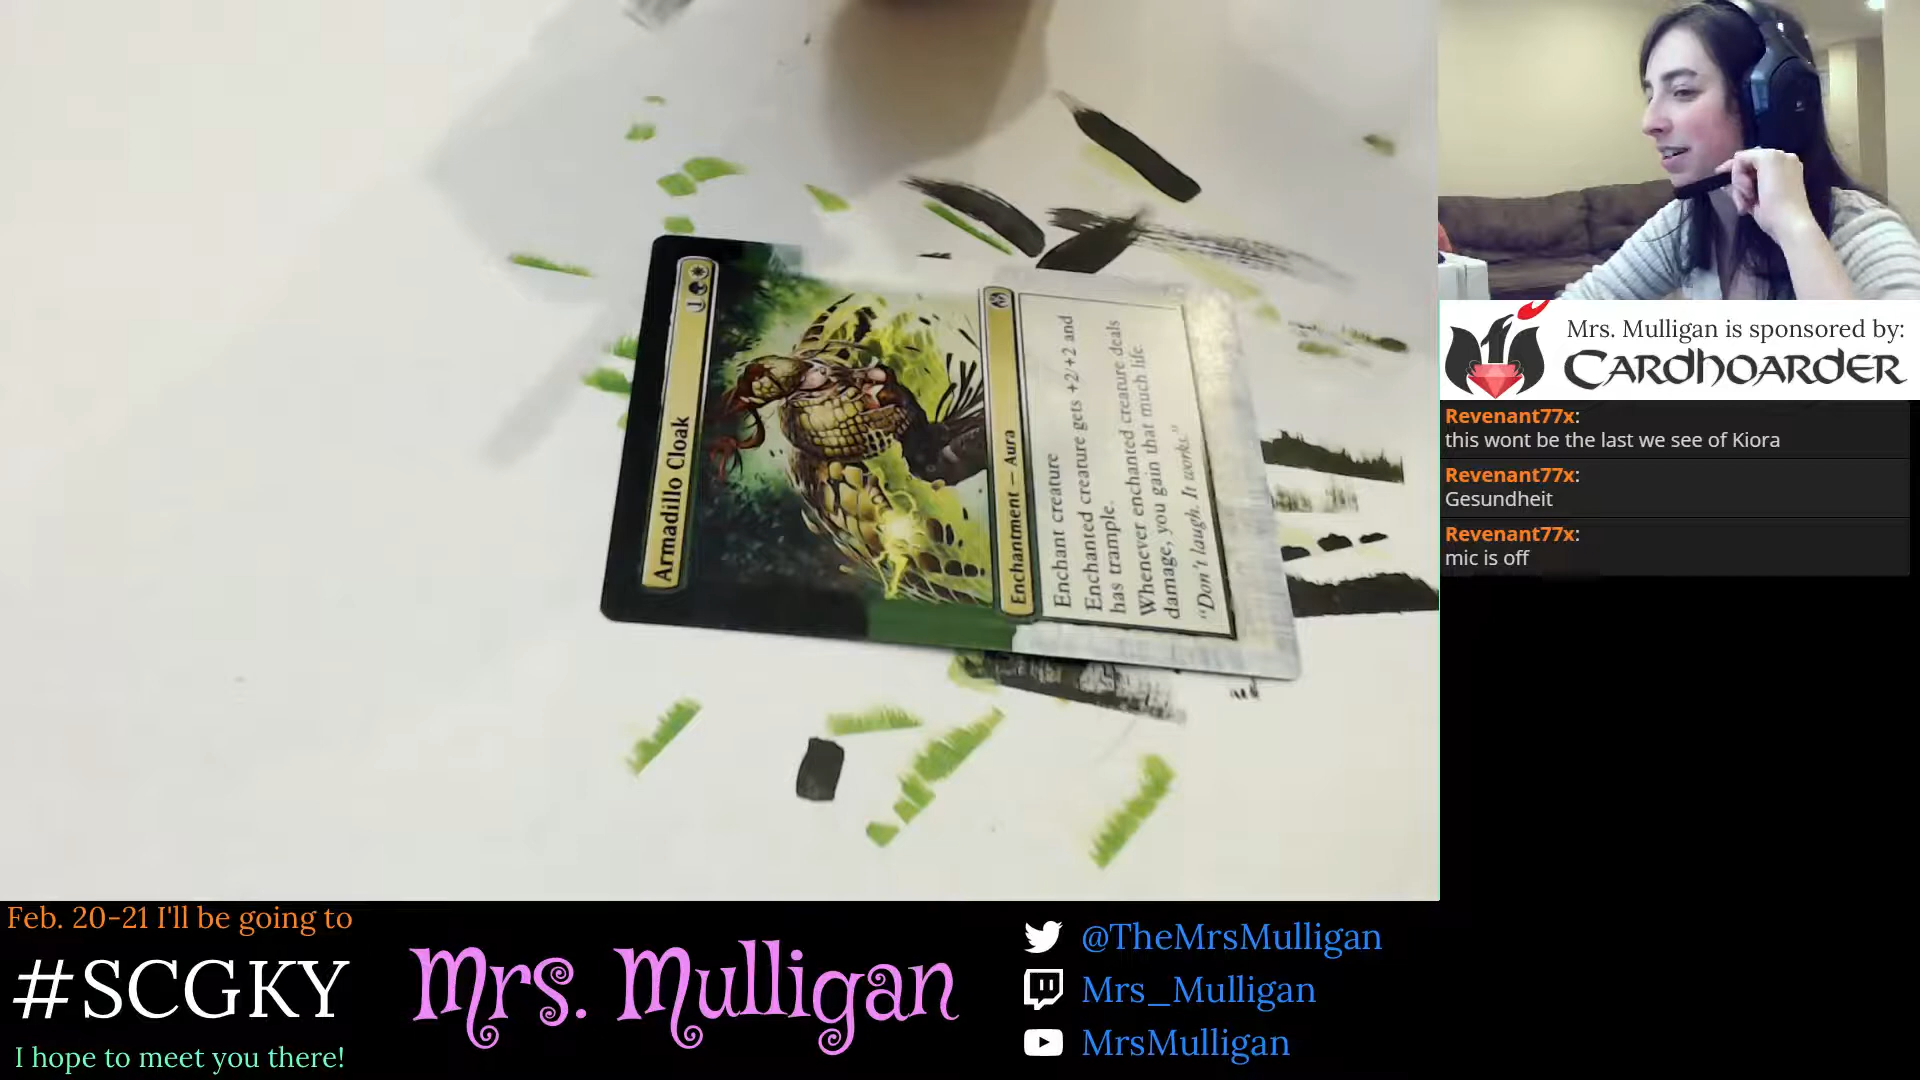 Armadillo Cloak
1
Enchantment — Aura
Enchant creature
Enchanted creature gets +2/+2 and
has trample.
Whenever enchanted creature deals
damage, you gain that much life.
"Don't laugh. It works."
Mrs. Mulligan is sponsored by:
CARDHOARDER
Revenant77x:
this wont be the last we see of Kiora
Revenant77x:
Gesundheit
Revenant77x:
mic is off
Feb. 20-21 I'll be going to
#SCGKY
I hope to meet you there!
Mrs. Mulligan
@TheMrsMulligan
Mrs_Mulligan
MrsMulligan